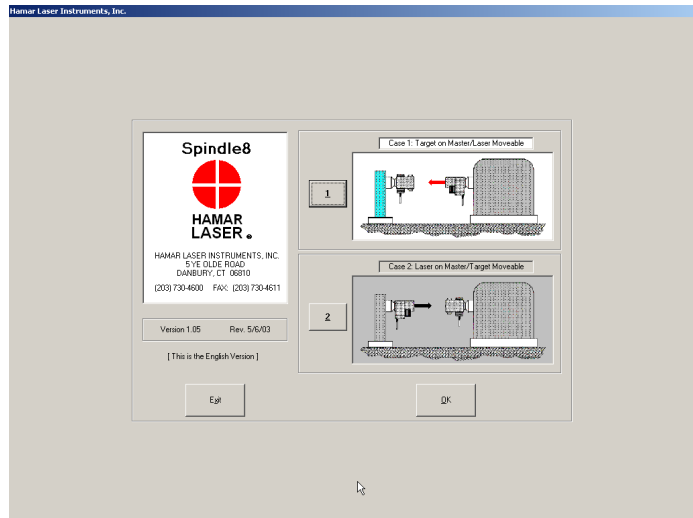 Hamar Laser Instruments, Inc.
Spindle8
HAMAR
LASER®
HAMAR LASER INSTRUMENTS, INC.
5 YE OLDE ROAD
DANBURY, CT 06810
(203) 730-4600 FAX: (203) 730-4611
Version 1.05 Rev. 5/6/03
[ This is the English Version ]
Exit
Case 1: Target on Master/Laser Moveable
1
Case 2: Laser on Master/Target Moveable
2
OK